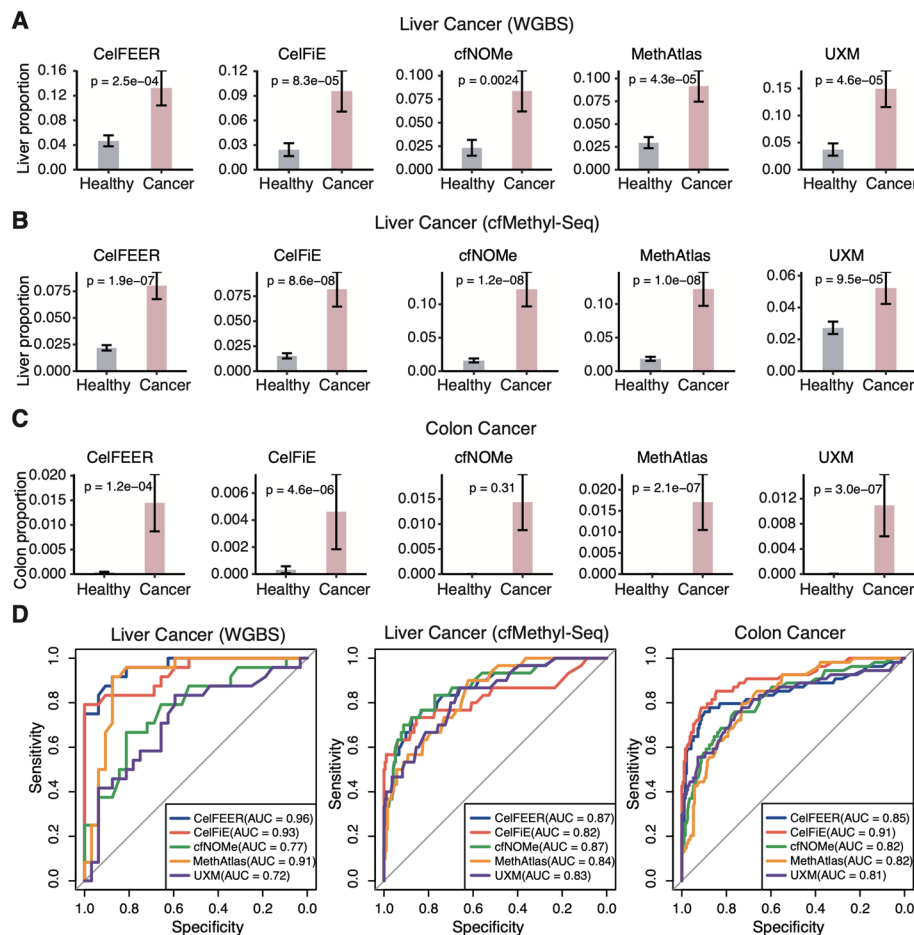 A
Liver Cancer (WGBS)
CelFEER CelFiE cfNOMe MethAtlas UXM
Liver proportion
0.16 0.12 0.08 0.04 0.00
p = 2.5e-04
Healthy Cancer
0.12 0.09 0.06 0.03 0.00
p = 8.3e-05
Healthy Cancer
0.100 0.075 0.050 0.025 0.000
p = 0.0024
Healthy Cancer
0.100 0.075 0.050 0.025 0.000
p = 4.3e-05
Healthy Cancer
0.15 0.10 0.05 0.00
p = 4.6e-05
Healthy Cancer
B
Liver Cancer (cfMethyl-Seq)
CelFEER CelFiE cfNOMe MethAtlas UXM
Liver proportion
0.075 0.050 0.025 0.000
p = 1.9e-07
Healthy Cancer
0.075 0.050 0.025 0.000
p = 8.6e-08
Healthy Cancer
0.10 0.05 0.00
p = 1.2e-08
Healthy Cancer
0.10 0.05 0.00
p = 1.0e-08
Healthy Cancer
0.06 0.04 0.02 0.00
p = 9.5e-05
Healthy Cancer
C
Colon Cancer
CelFEER CelFiE cfNOMe MethAtlas UXM
Colon proportion
0.020 0.015 0.010 0.005 0.000
p = 1.2e-04
Healthy Cancer
0.006 0.004 0.002 0.000
p = 4.6e-06
Healthy Cancer
0.015 0.010 0.005 0.000
p = 0.31
Healthy Cancer
0.020 0.015 0.010 0.005 0.000
p = 2.1e-07
Healthy Cancer
0.012 0.008 0.004 0.000
p = 3.0e-07
Healthy Cancer
D
Liver Cancer (WGBS)
Sensitivity
1.0 0.8 0.6 0.4 0.2 0.0
CelFEER(AUC = 0.96)
CelFiE(AUC = 0.93)
cfNOMe(AUC = 0.77)
MethAtlas(AUC = 0.91)
UXM(AUC = 0.72)
1.0 0.8 0.6 0.4 0.2 0.0
Specificity
Liver Cancer (cfMethyl-Seq)
Sensitivity
1.0 0.8 0.6 0.4 0.2 0.0
CelFEER(AUC = 0.87)
CelFiE(AUC = 0.82)
cfNOMe(AUC = 0.87)
MethAtlas(AUC = 0.84)
UXM(AUC = 0.83)
1.0 0.8 0.6 0.4 0.2 0.0
Specificity
Colon Cancer
Sensitivity
1.0 0.8 0.6 0.4 0.2 0.0
CelFEER(AUC = 0.85)
CelFiE(AUC = 0.91)
cfNOMe(AUC = 0.82)
MethAtlas(AUC = 0.82)
UXM(AUC = 0.81)
1.0 0.8 0.6 0.4 0.2 0.0
Specificity